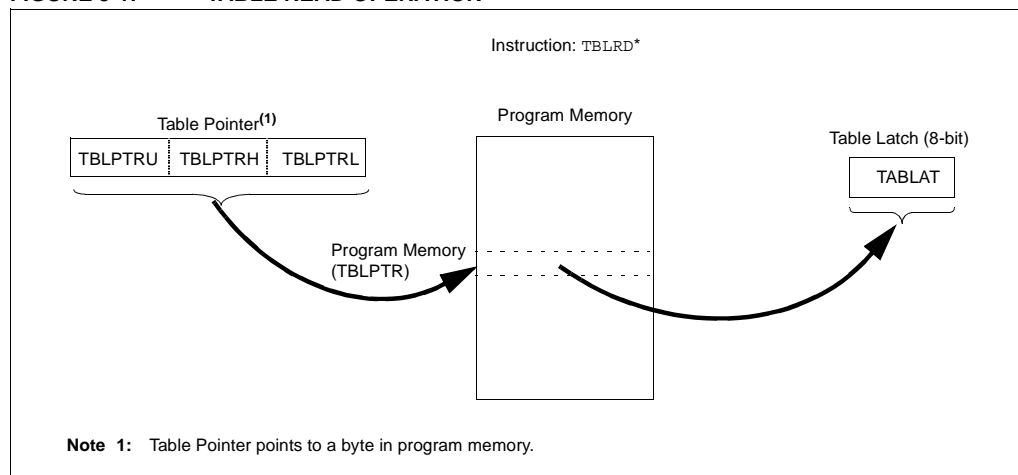 Instruction: TBLRD*
Table Pointer(1)
Program Memory
Table Latch (8-bit)
TBLPTRU TBLPTRH TBLPTRL
TABLAT
Program Memory
(TBLPTR)
Note 1: Table Pointer points to a byte in program memory.